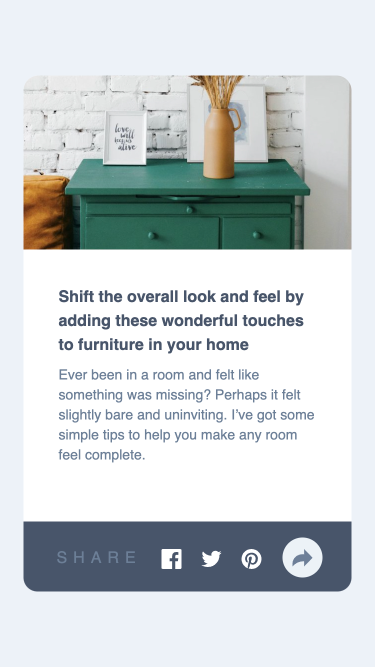 love
will
begins
alive
Shift the overall look and feel by
adding these wonderful touches
to furniture in your home
Ever been in a room and felt like
something was missing? Perhaps it felt
slightly bare and uninviting. I’ve got some
simple tips to help you make any room
feel complete.
SHARE